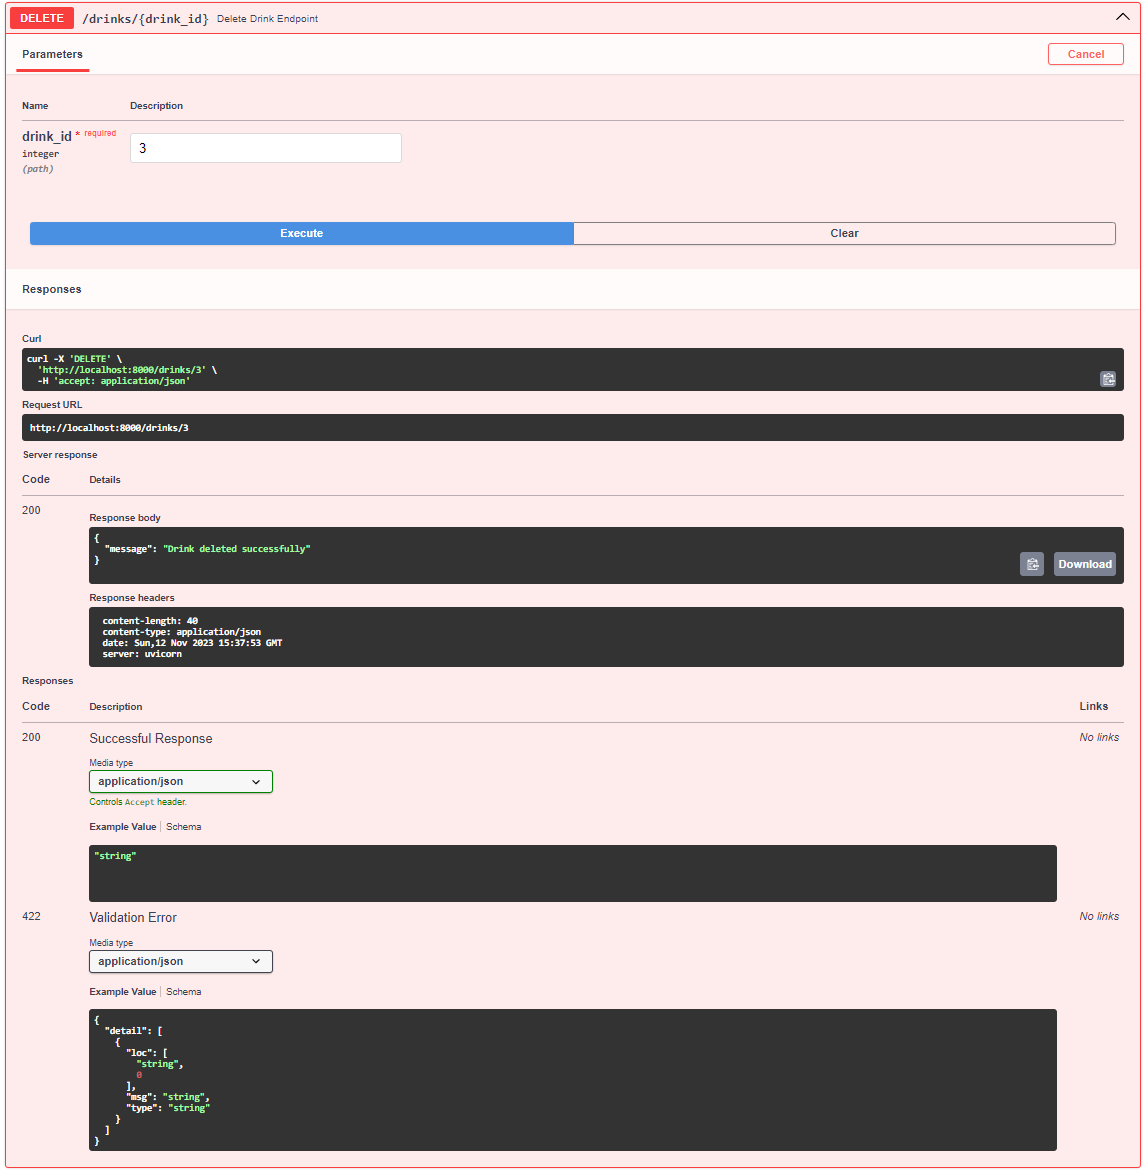 DELETE /drinks/{drink_id} Delete Drink Endpoint
Parameters
Cancel
Name Description
drink_id * required
integer
(path)
3
Execute Clear
Responses
Curl
curl -X 'DELETE' \
'http://localhost:8000/drinks/3' \
-H 'accept: application/json'
Request URL
http://localhost:8000/drinks/3
Server response
Code Details
200
Response body
{
"message": "Drink deleted successfully"
}
Download
Response headers
content-length: 40
content-type: application/json
date: Sun,12 Nov 2023 15:37:53 GMT
server: uvicorn
Responses
Code Description Links
200 Successful Response No links
Media type
application/json
Controls Accept header.
Example Value Schema
"string"
422 Validation Error No links
Media type
application/json
Example Value Schema
{
"detail": [
{
"loc": [
"string",
0
],
"msg": "string",
"type": "string"
}
]
}